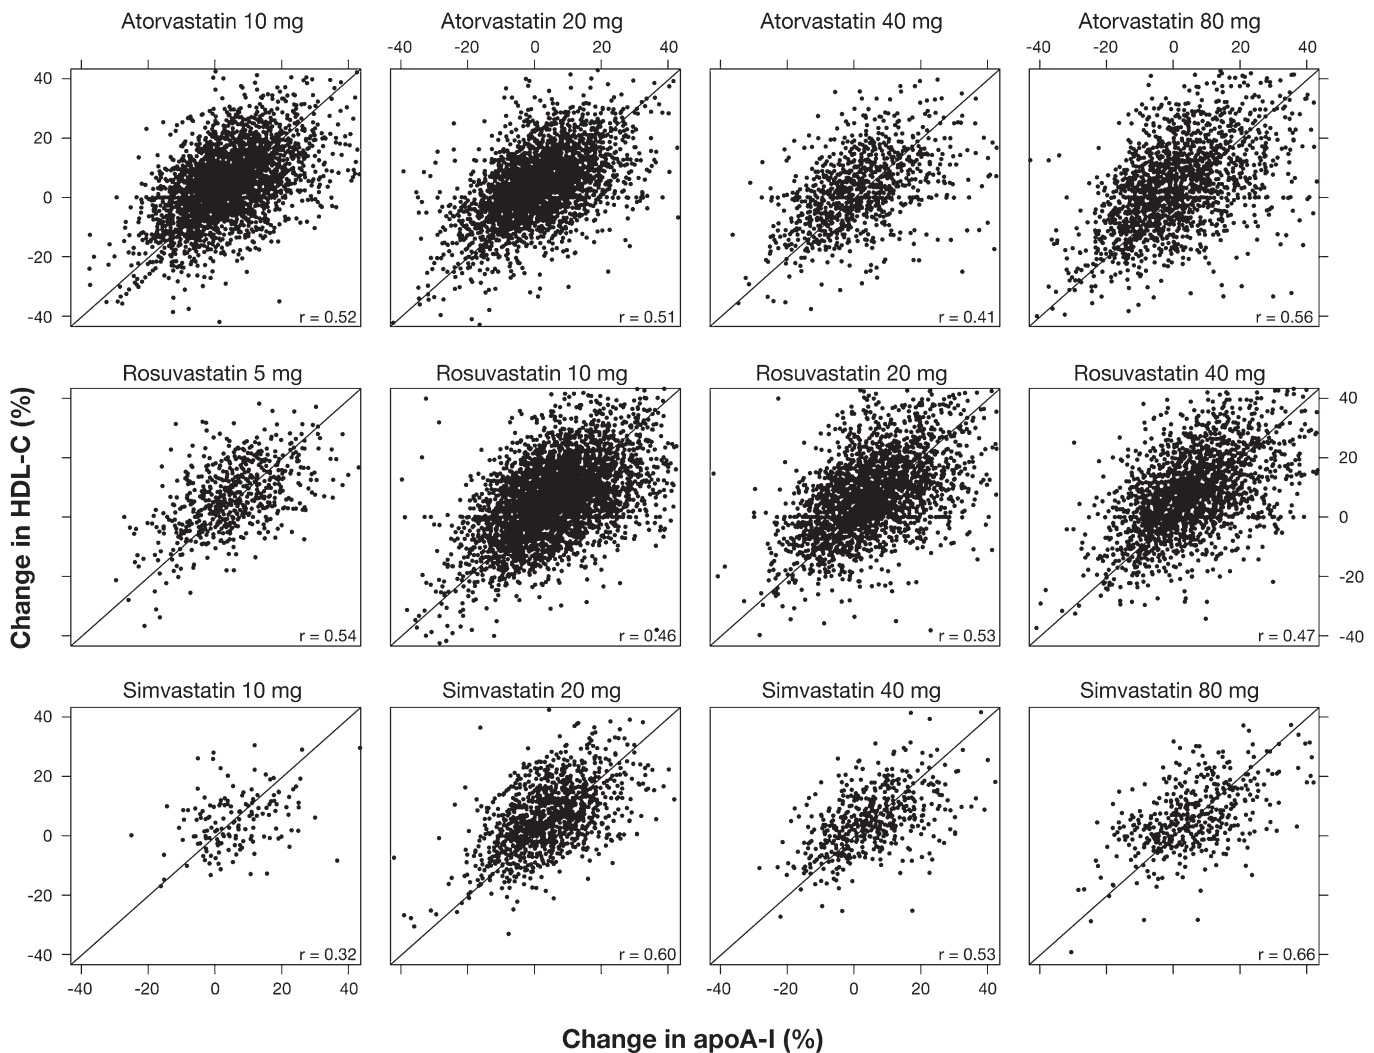 Atorvastatin 10 mg Atorvastatin 20 mg Atorvastatin 40 mg Atorvastatin 80 mg
-40 -20 0 20 40 -40 -20 0 20 40
40
20
0
-20
-40
r = 0.52 r = 0.51 r = 0.41 r = 0.56
Rosuvastatin 5 mg Rosuvastatin 10 mg Rosuvastatin 20 mg Rosuvastatin 40 mg
40
20
0
-20
-40
r = 0.54 r = 0.46 r = 0.53 r = 0.47
Change in HDL-C (%)
Simvastatin 10 mg Simvastatin 20 mg Simvastatin 40 mg Simvastatin 80 mg
40
20
0
-20
-40
r = 0.32 r = 0.60 r = 0.53 r = 0.66
-40 -20 0 20 40 -40 -20 0 20 40
Change in apoA-I (%)